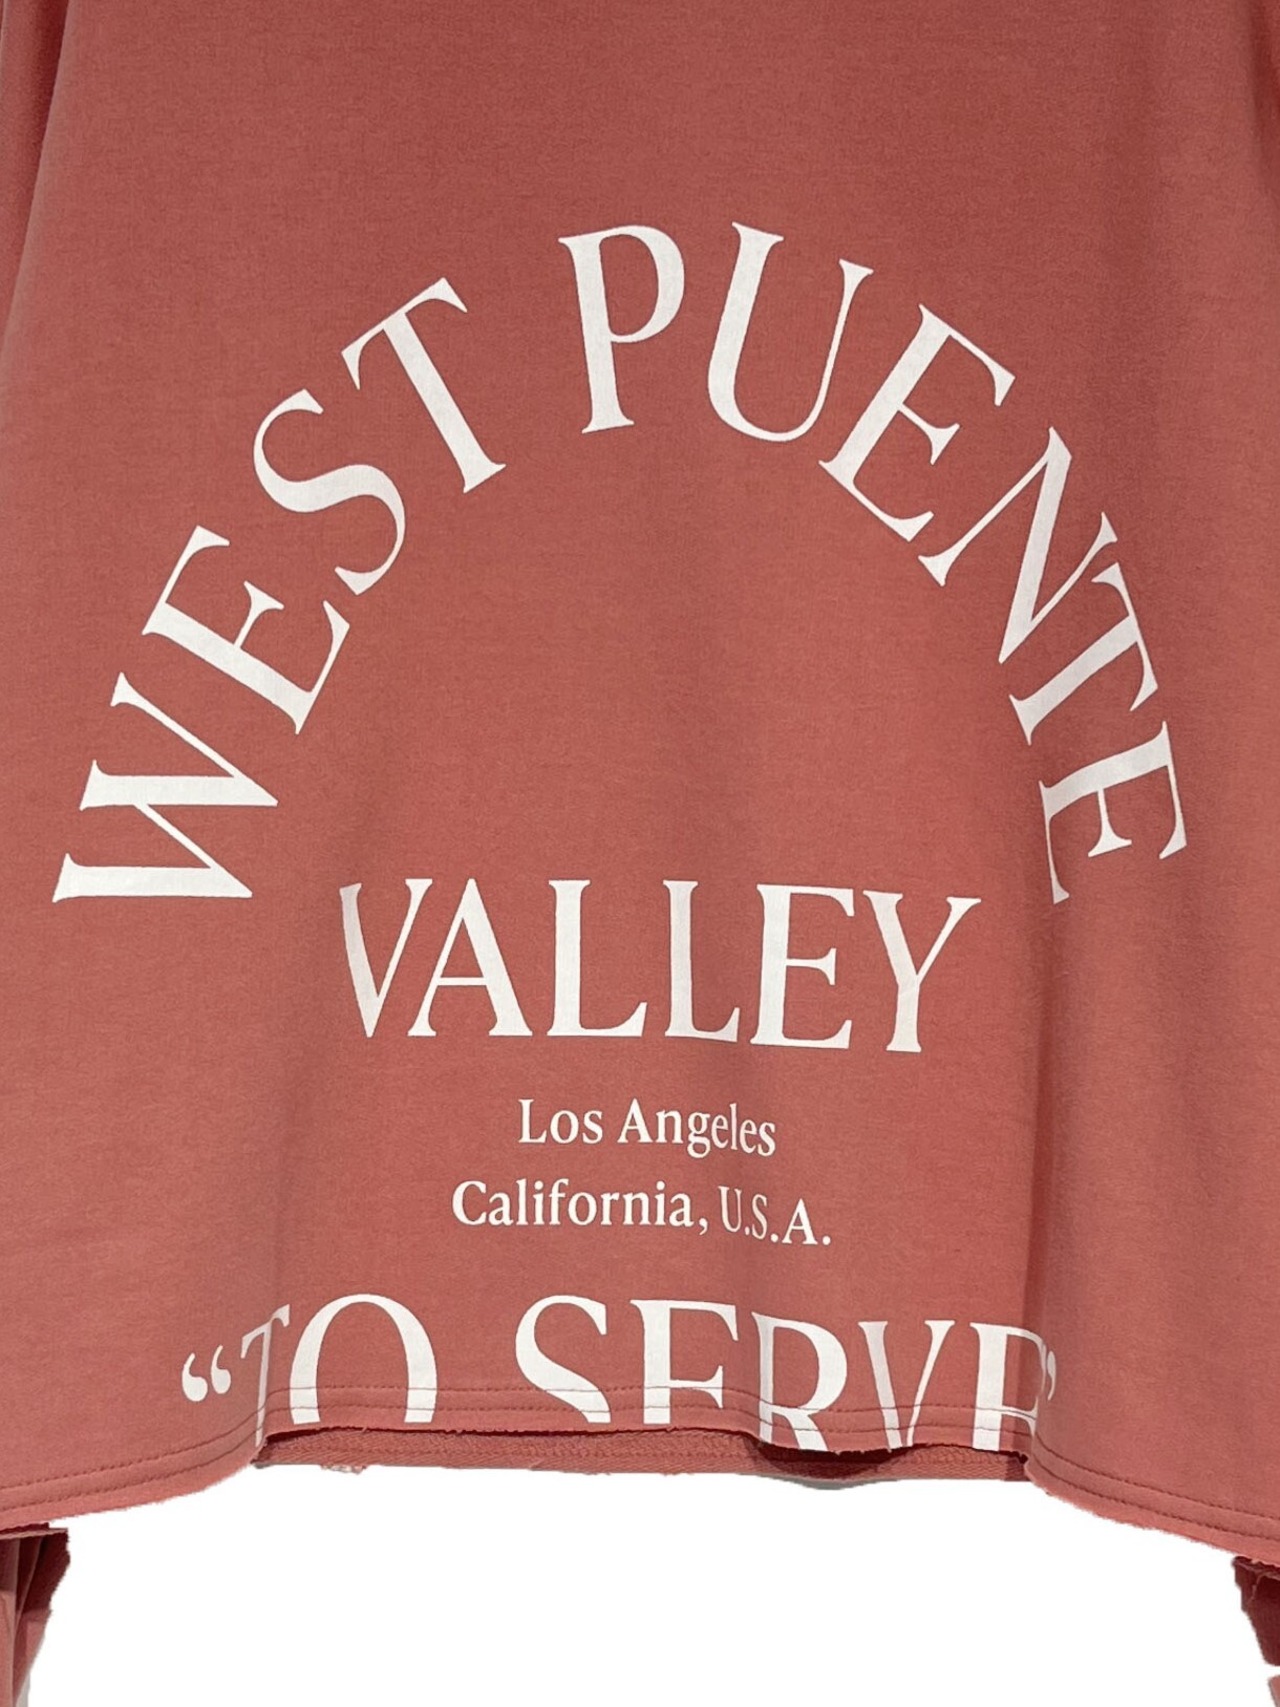 WEST PUENTE
VALLEY
Los Angeles
California, U.S.A.
“TO SERVE”